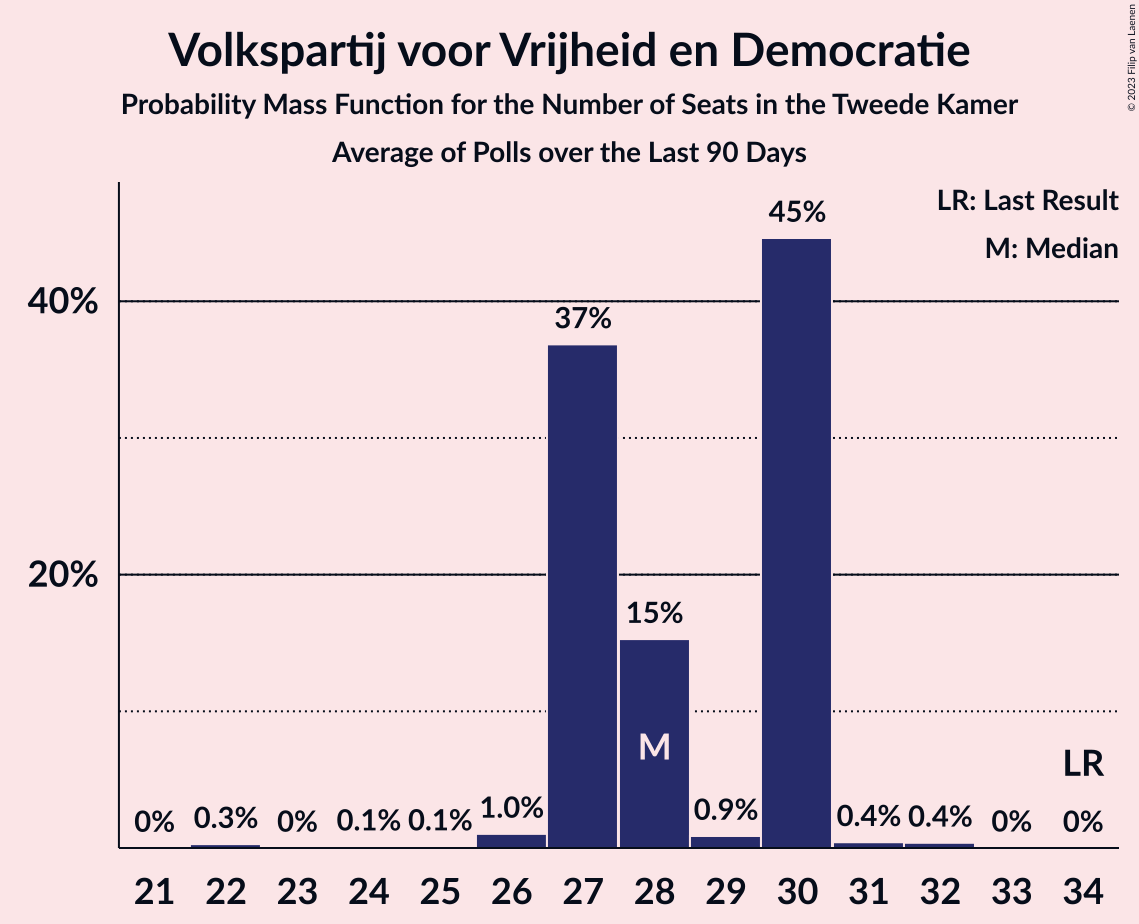 Volkspartij voor Vrijheid en Democratie
Probability Mass Function for the Number of Seats in the Tweede Kamer
Average of Polls over the Last 90 Days
© 2023 Filip van Laenen
LR: Last Result
M: Median
40%
20%
0%
0.3%
0%
0.1%
0.1%
1.0%
37%
15%
0.9%
45%
0.4%
0.4%
0%
0%
M
LR
21 22 23 24 25 26 27 28 29 30 31 32 33 34